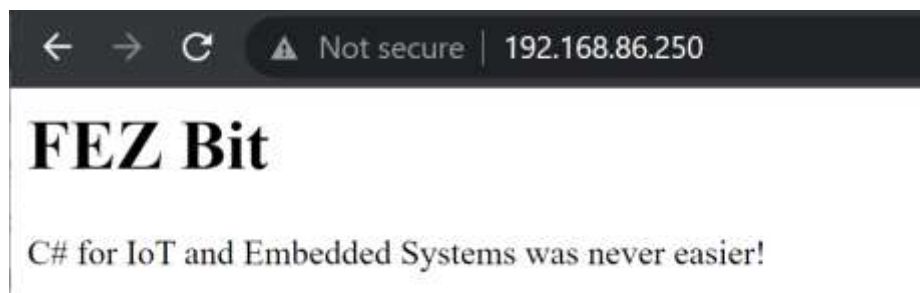 Not secure | 192.168.86.250
FEZ Bit
C# for IoT and Embedded Systems was never easier!